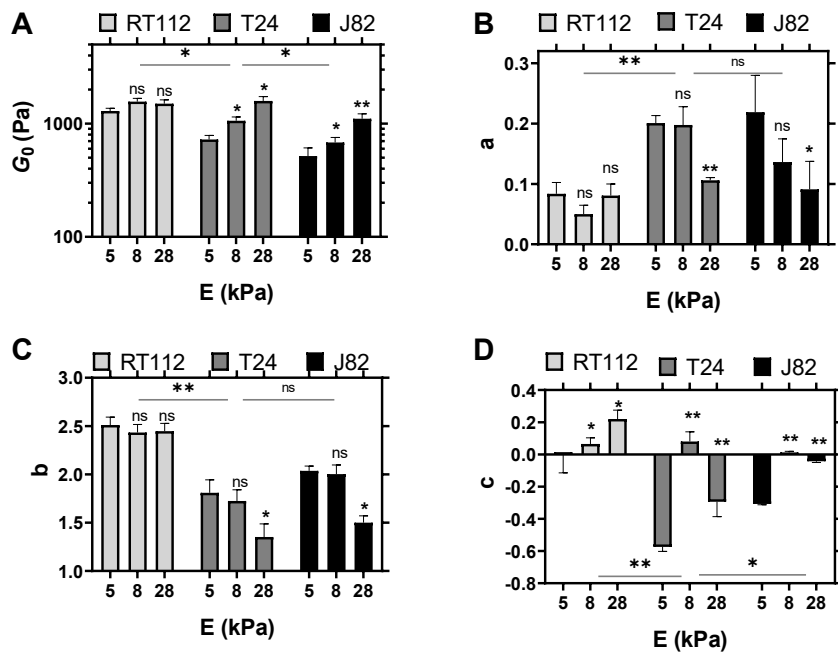 A
RT112 T24 J82
* *
ns ns * * * **
1000
100
G0 (Pa)
5 8 28 5 8 28 5 8 28
E (kPa)
B
RT112 T24 J82
** ns
ns ns ns ** ns *
0.3
0.2
0.1
0.0
a
5 8 28 5 8 28 5 8 28
E (kPa)
C
RT112 T24 J82
** ns
ns ns ns * ns *
3.0
2.5
2.0
1.5
1.0
b
5 8 28 5 8 28 5 8 28
E (kPa)
D
RT112 T24 J82
* * ** ** ** **
0.4
0.2
0.0
-0.2
-0.4
-0.6
-0.8
c
** *
5 8 28 5 8 28 5 8 28
E (kPa)